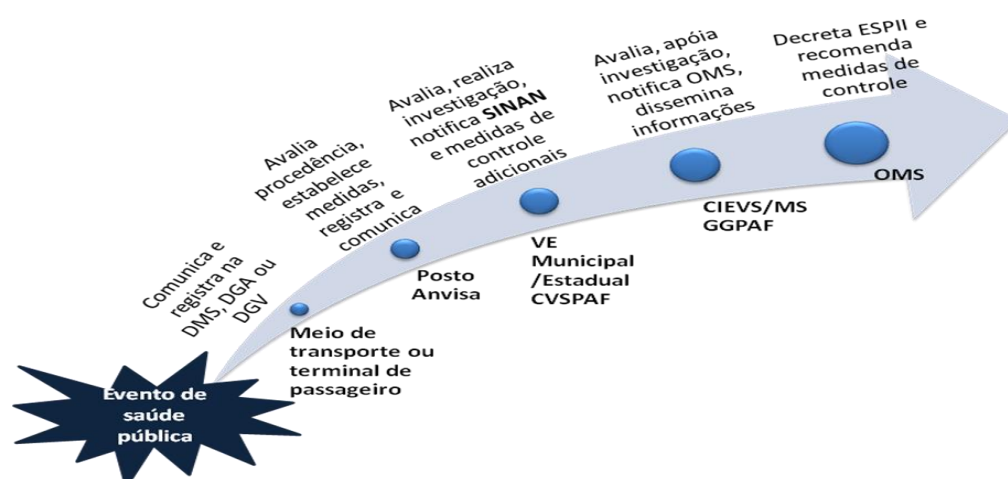 Evento de
saúde
pública
Comunica e
registra na
DMS, DGA ou
DGV
Meio de
transporte ou
terminal de
passageiro
Avalia
procedência,
estabelece
medidas,
registra e
comunica
Posto
Anvisa
Avalia, realiza
investigação,
notifica SINAN
e medidas de
controle
adicionais
VE
Municipal
/Estadual
CVSPAF
Avalia, apóia
investigação,
notifica OMS,
dissemina
informações
CIEVS/MS
GGPAF
Decreta ESPII e
recomenda
medidas de
controle
OMS